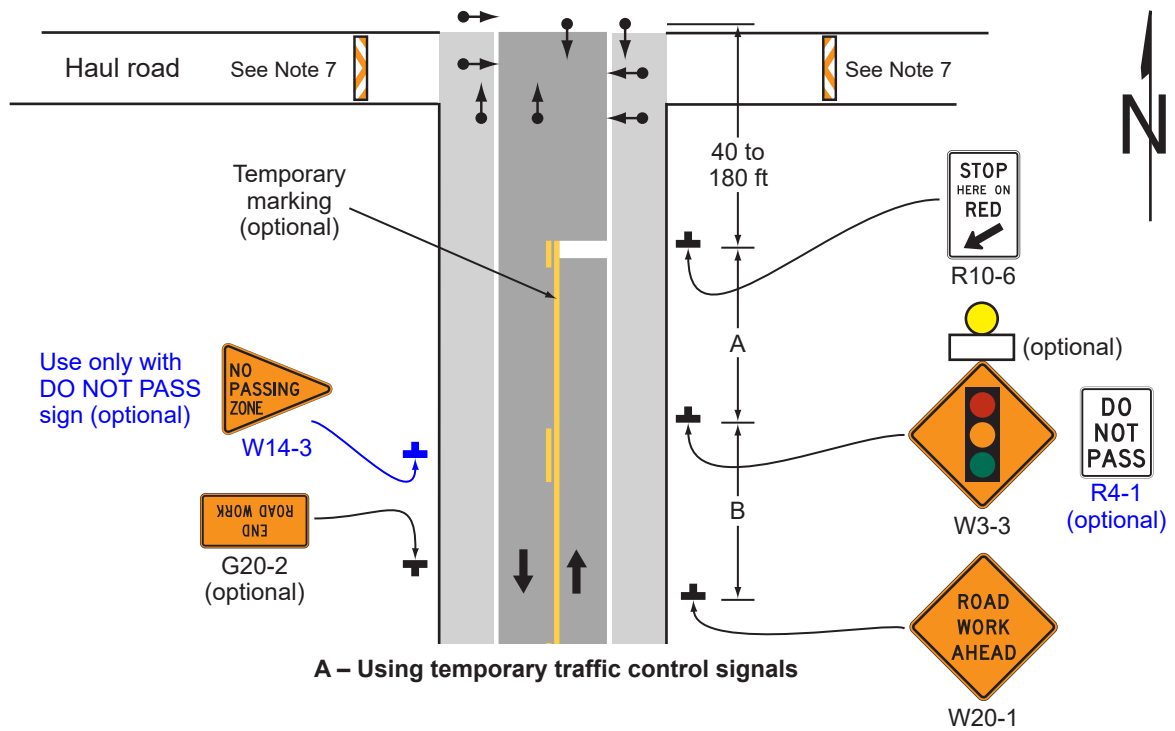 Haul road
See Note 7
See Note 7
N
40 to
180 ft
Temporary
marking
(optional)
STOP
HERE ON
RED
R10-6
A
(optional)
Use only with
DO NOT PASS
sign (optional)
NO
PASSING
ZONE
W14-3
DO
NOT
PASS
R4-1
(optional)
W3-3
B
END
ROAD WORK
G20-2
(optional)
ROAD
WORK
AHEAD
W20-1
A – Using temporary traffic control signals